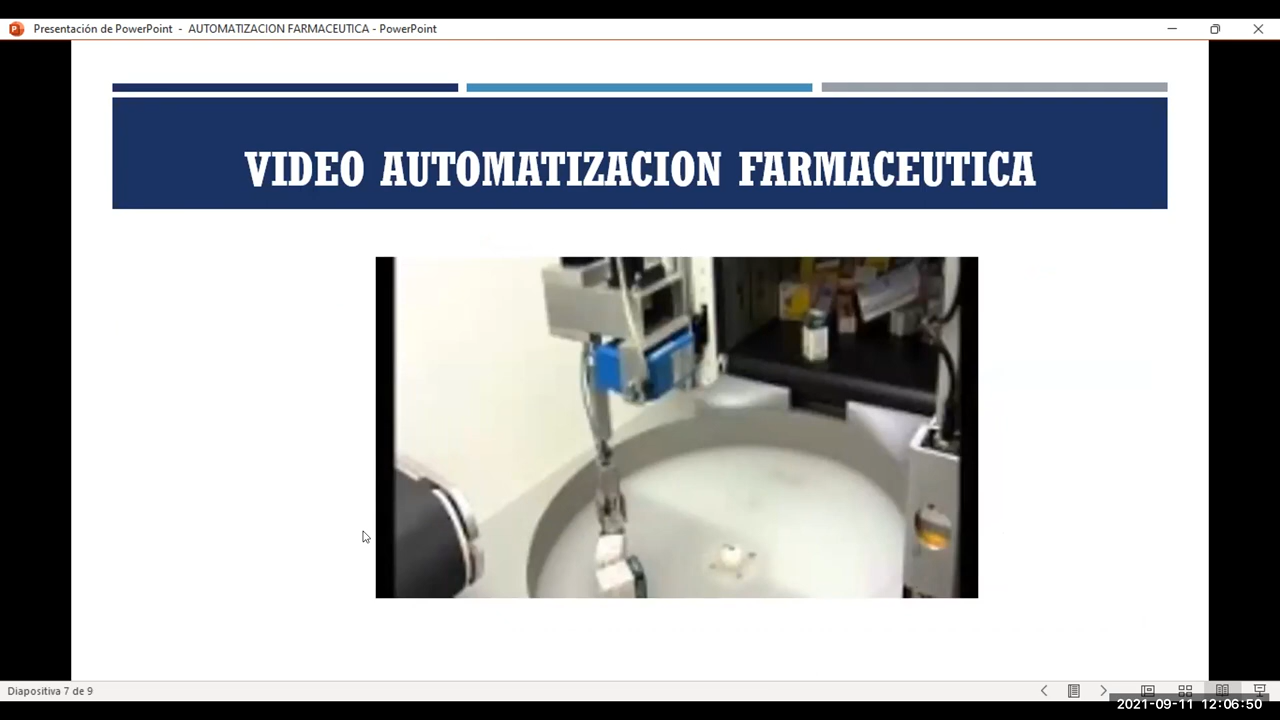 Presentación de PowerPoint - AUTOMATIZACION FARMACEUTICA - PowerPoint
VIDEO AUTOMATIZACION FARMACEUTICA
Diapositiva 7 de 9
2021-09-11 12:06:50